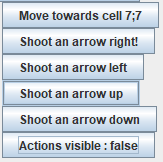 Move towards cell 7;7
Shoot an arrow right!
Shoot an arrow left
Shoot an arrow up
Shoot an arrow down
Actions visible : false